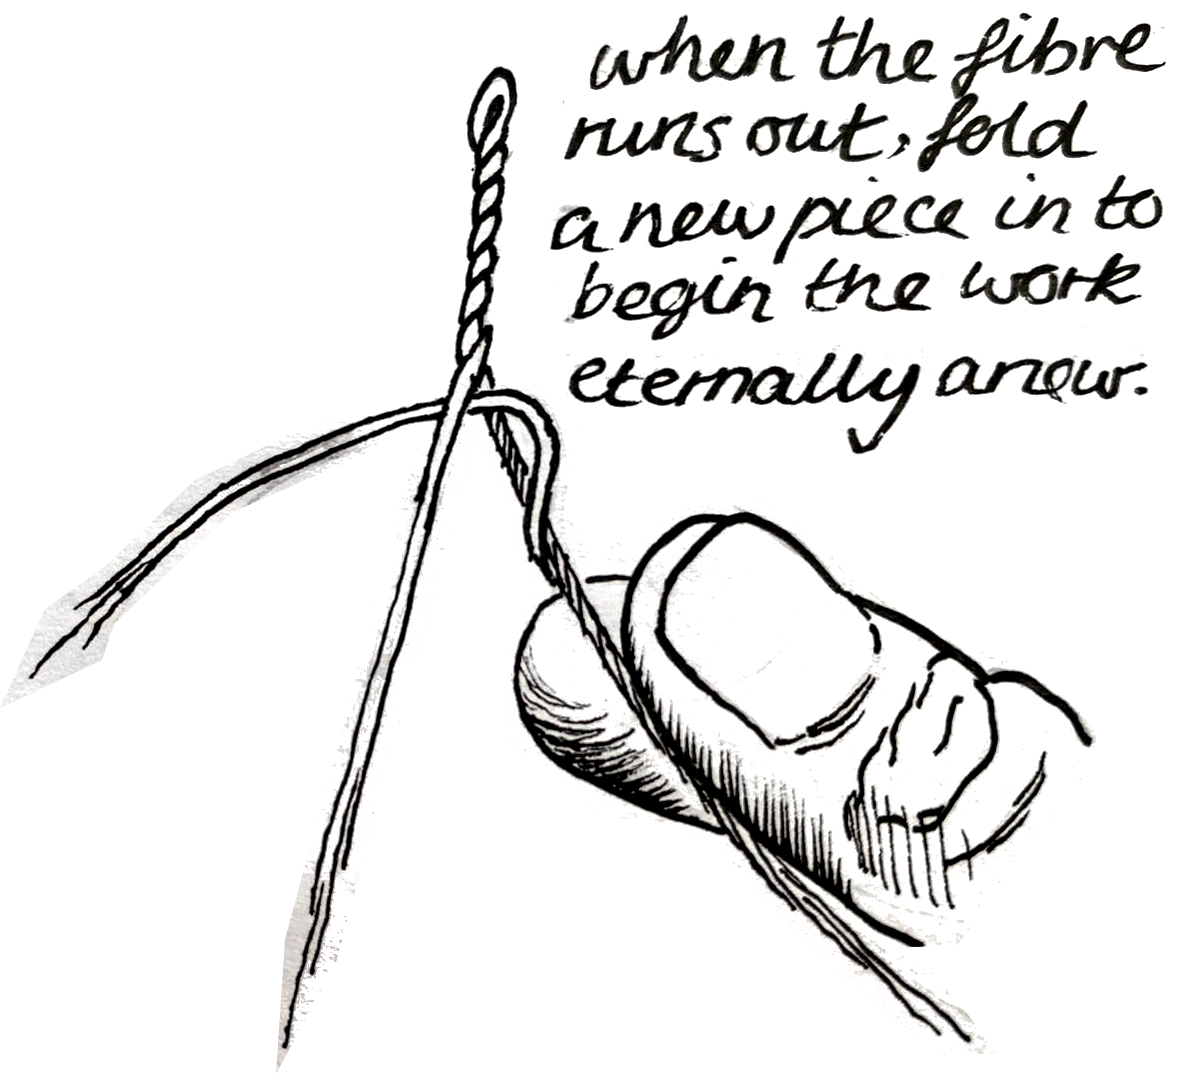 when the fibre
runs out, fold
a new piece in to
begin the work
eternally anew.